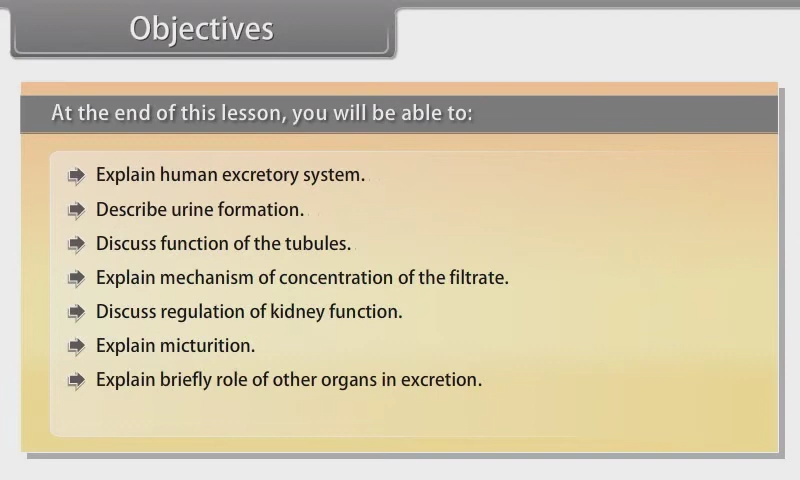 Objectives
At the end of this lesson, you will be able to:
Explain human excretory system.
Describe urine formation.
Discuss function of the tubules.
Explain mechanism of concentration of the filtrate.
Discuss regulation of kidney function.
Explain micturition.
Explain briefly role of other organs in excretion.